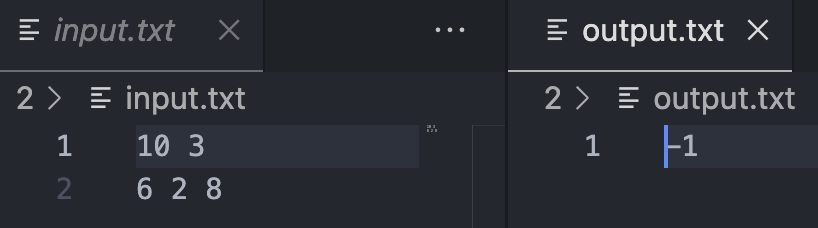 input.txt
...
output.txt
2 > input.txt
1 10 3
2 6 2 8
2 > output.txt
1 -1